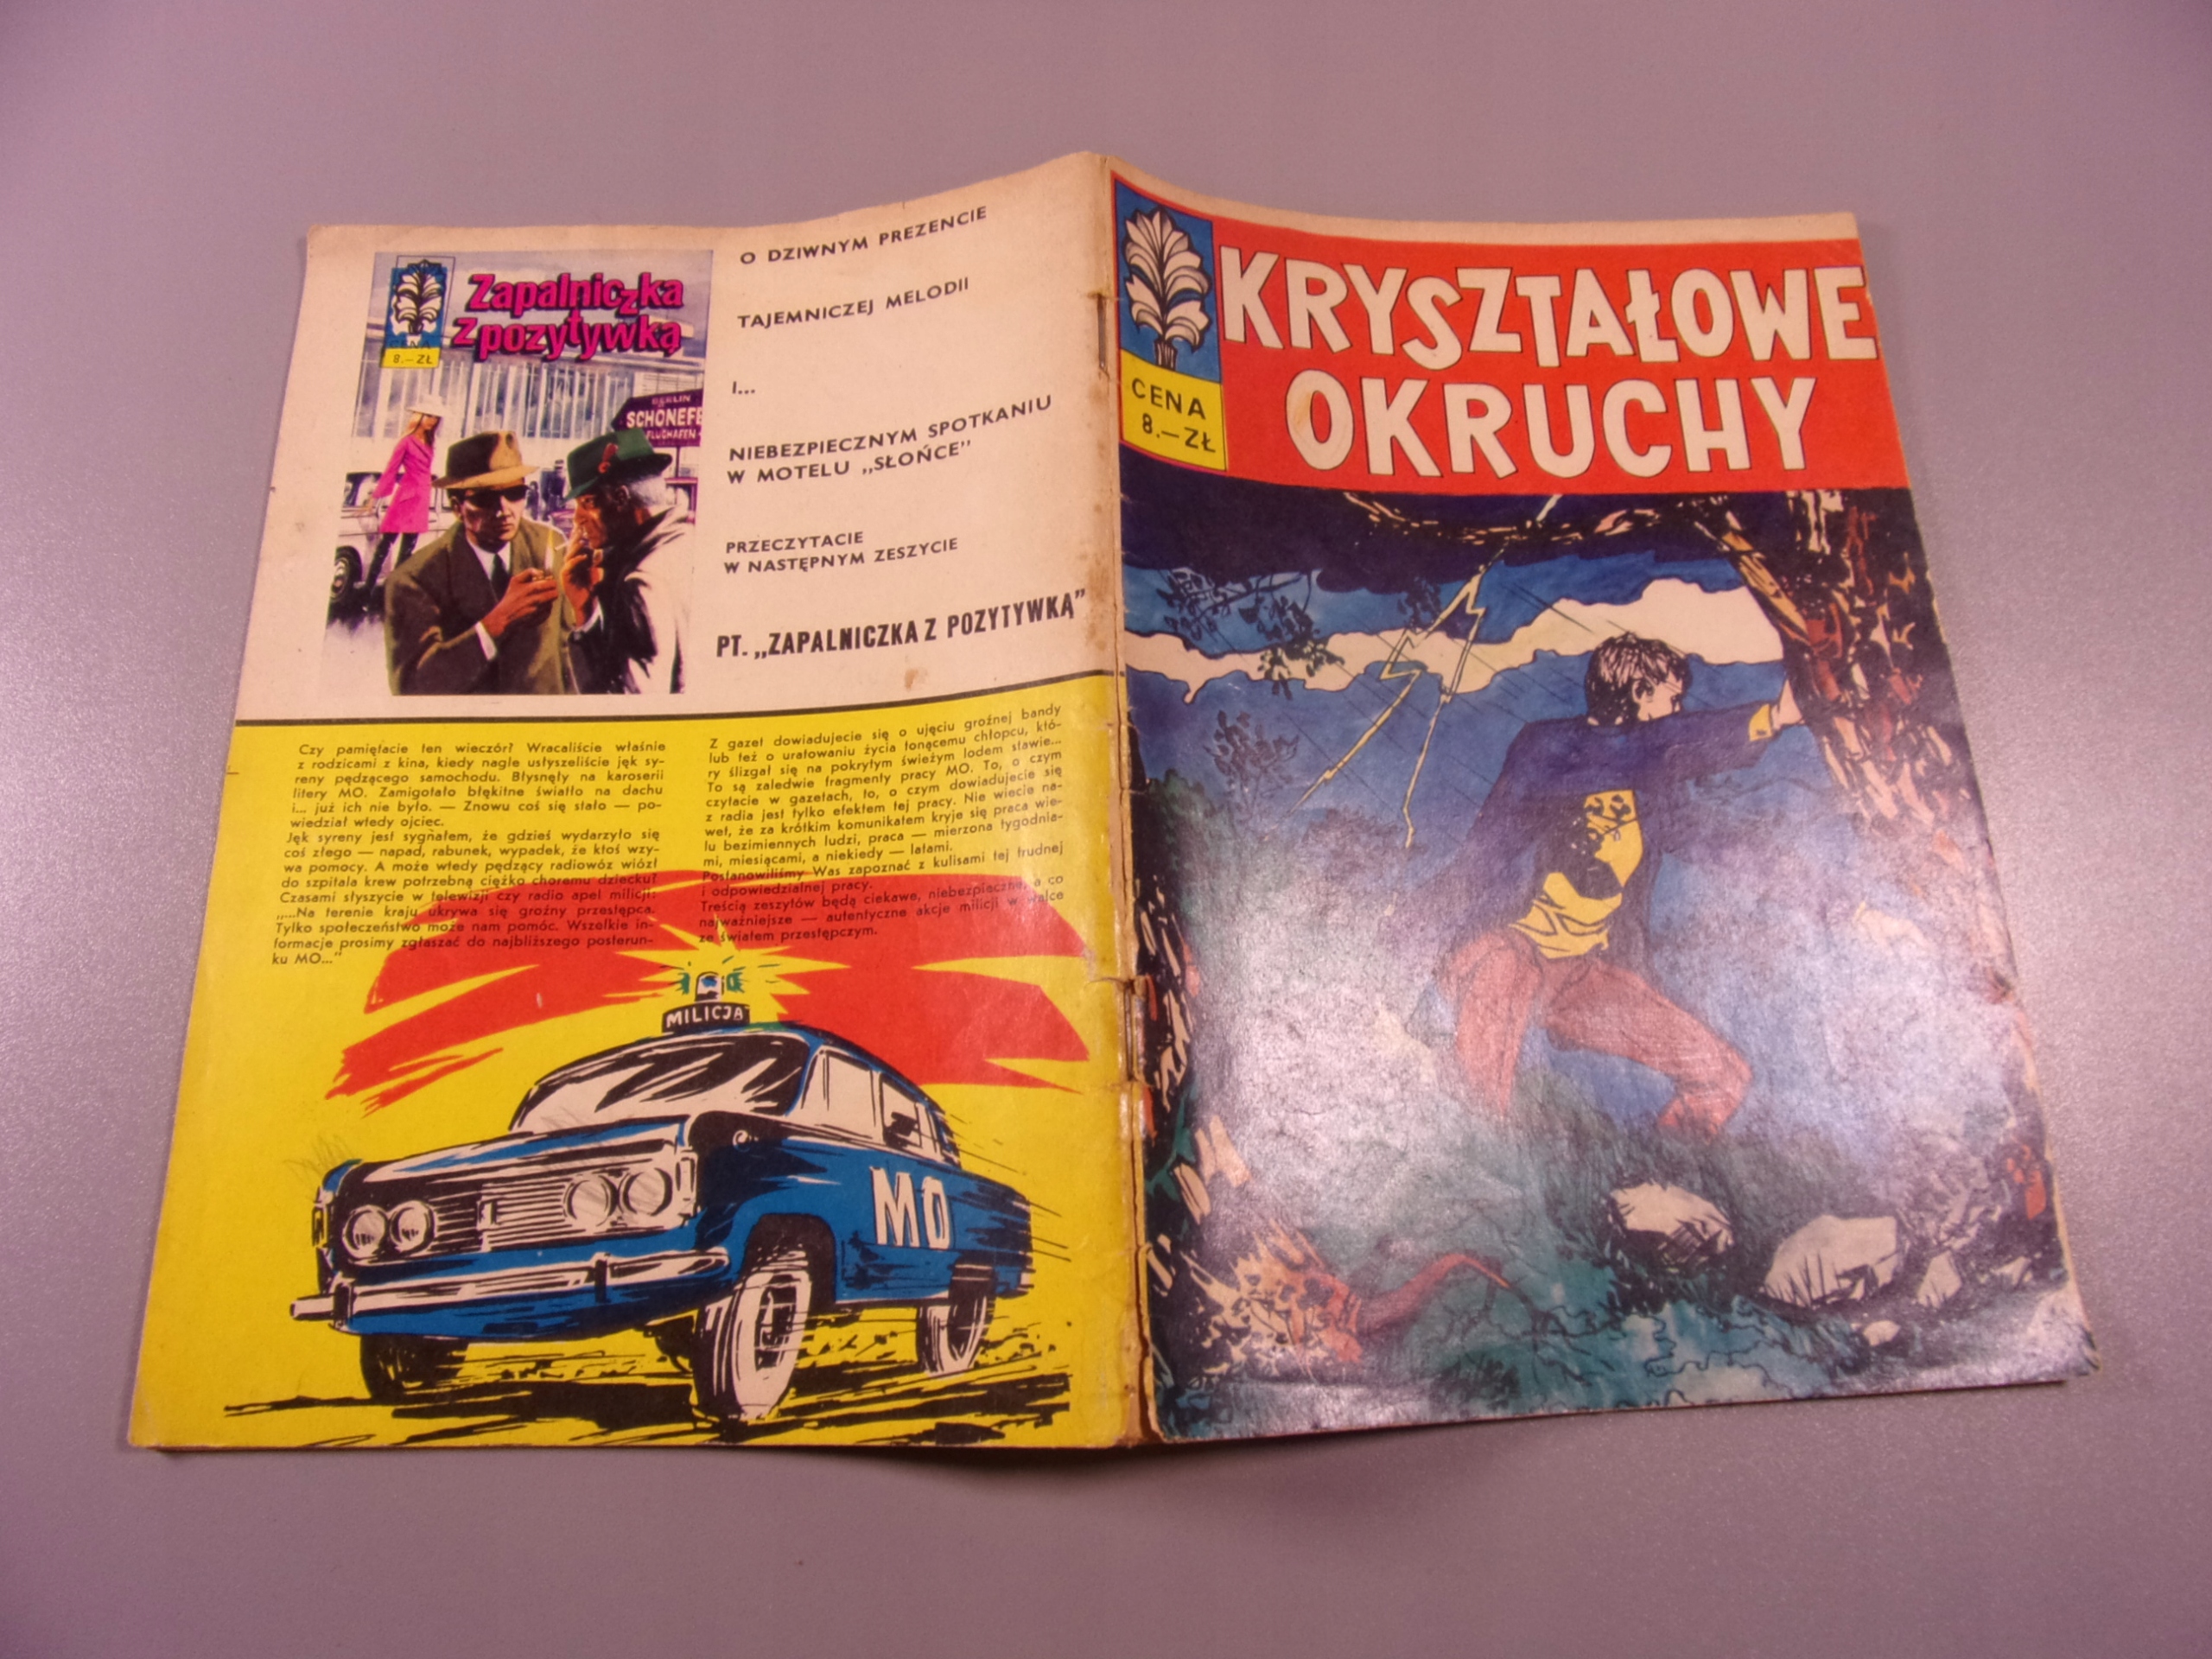 Zapalniczka
z pozytywką
CENA
8.—ZŁ
BERLIN
SCHÖNEFE
FLUGHAFEN
O DZIWNYM PREZENCIE
TAJEMNICZEJ MELODII
I...
NIEBEZPIECZNYM SPOTKANIU
W MOTELU „SŁOŃCE”
PRZECZYTACIE
W NASTĘPNYM ZESZYCIE
PT. „ZAPALNICZKA Z POZYTYWKĄ”
Czy pamiętacie ten wieczór? Wracaliście właśnie
z rodzicami z kina, kiedy nagle usłyszeliście jęk sy-
reny pędzącego samochodu. Błysnęły na karoserii
litery MO. Zamigotało błękitne światło na dachu
i... już ich nie było. — Znowu coś się stało — po-
wiedział wtedy ojciec.
Jęk syreny jest sygnałem, że gdzieś wydarzyło się
coś złego — napad, rabunek, wypadek, że ktoś wzy-
wa pomocy. A może wtedy pędzący radiowóz wiózł
do szpitala krew potrzebną ciężko choremu dziecku?
Czasami słyszycie w telewizji czy radio apel milicji:
„...Na terenie kraju ukrywa się groźny przestępca.
Tylko społeczeństwo może nam pomóc. Wszelkie in-
formacje prosimy zgłaszać do najbliższego posterun-
ku MO...”
Z gazet dowiadujecie się o ujęciu groźnej bandy
lub też o uratowaniu życia tonącemu chłopcu, któ-
ry ślizgał się na pokrytym świeżym lodem stawie...
To są zaledwie fragmenty pracy MO. To, o czym
czytacie w gazetach, to, o czym dowiadujecie się
z radia jest tylko efektem tej pracy. Nie wiecie na-
wet, że za krótkim komunikatem kryje się praca wie-
lu bezimiennych ludzi, praca — mierzona tygodnia-
mi, miesiącami, a niekiedy — latami.
Postanowiliśmy Was zapoznać z kulisami tej trudnej
i odpowiedzialnej pracy.
Treścią zeszytów będą ciekawe, niebezpieczne, a co
najważniejsze — autentyczne akcje milicji w walce
ze światem przestępczym.
MILICJA
MO
KRYSZTAŁOWE
OKRUCHY
CENA
8.—ZŁ